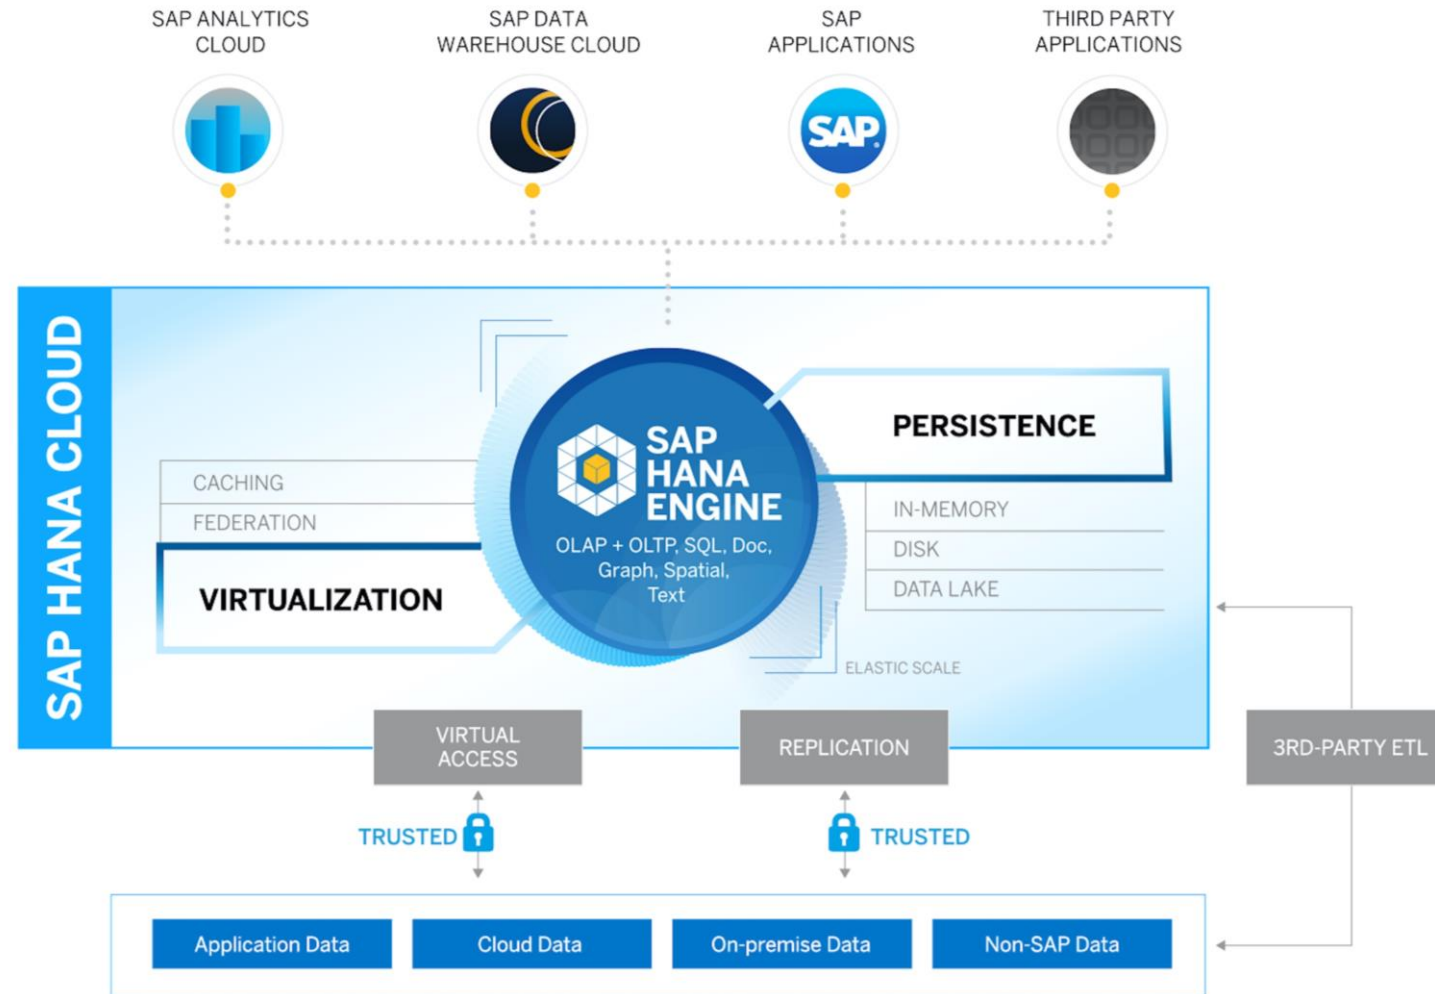 SAP ANALYTICS
CLOUD
SAP DATA
WAREHOUSE CLOUD
SAP
APPLICATIONS
THIRD PARTY
APPLICATIONS
SAP®
SAP HANA CLOUD
CACHING
FEDERATION
VIRTUALIZATION
SAP
HANA
ENGINE
OLAP + OLTP, SQL, Doc,
Graph, Spatial,
Text
PERSISTENCE
IN-MEMORY
DISK
DATA LAKE
ELASTIC SCALE
VIRTUAL
ACCESS
REPLICATION
3RD-PARTY ETL
TRUSTED
TRUSTED
Application Data
Cloud Data
On-premise Data
Non-SAP Data